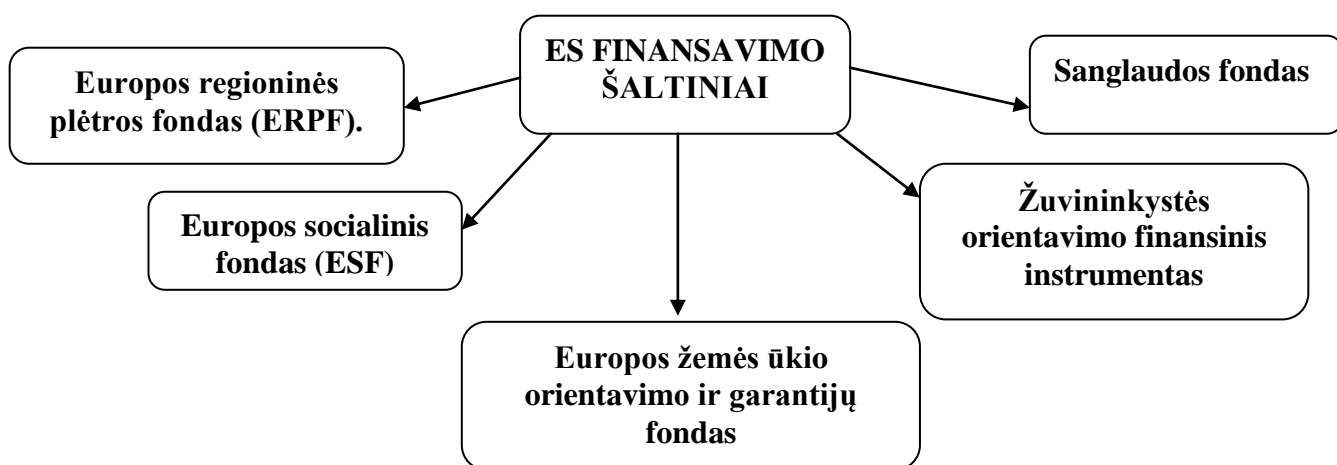 ES FINANSAVIMO
ŠALTINIAI
Europos regioninės
plėtros fondas (ERPF).
Sanglaudos fondas
Europos socialinis
fondas (ESF)
Žuvininkystės
orientavimo finansinis
instrumentas
Europos žemės ūkio
orientavimo ir garantijų
fondas